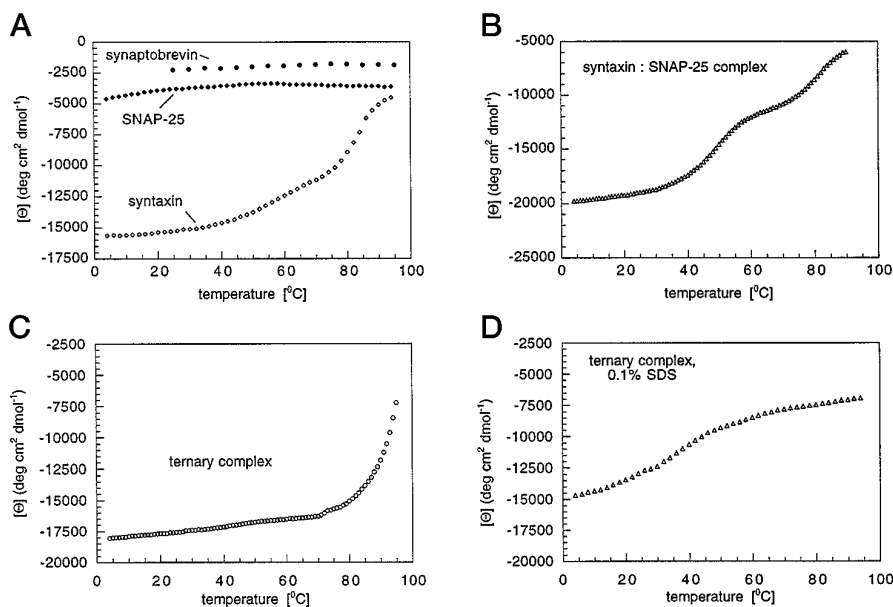 A
0
-2500
-5000
-7500
-10000
-12500
-15000
-17500
[Θ] (deg cm² dmol⁻¹)
synaptobrevin
SNAP-25
syntaxin
0 20 40 60 80 100
temperature [⁰C]
B
-5000
-10000
-15000
-20000
-25000
[Θ] (deg cm² dmol⁻¹)
syntaxin : SNAP-25 complex
0 20 40 60 80 100
temperature [⁰C]
C
-2500
-5000
-7500
-10000
-12500
-15000
-17500
-20000
[Θ] (deg cm² dmol⁻¹)
ternary complex
0 20 40 60 80 100
temperature [⁰C]
D
-2500
-5000
-7500
-10000
-12500
-15000
-17500
-20000
[Θ] (deg cm² dmol⁻¹)
ternary complex,
0.1% SDS
0 20 40 60 80 100
temperature [⁰C]